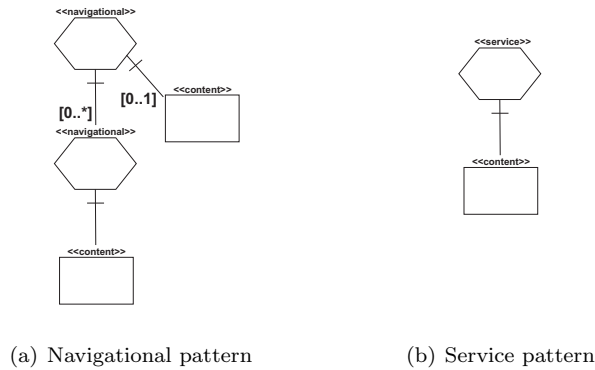 <<navigational>>
<<service>>
<<content>>
[0..1]
[0..*]
<<navigational>>
<<content>>
<<content>>
(a) Navigational pattern
(b) Service pattern